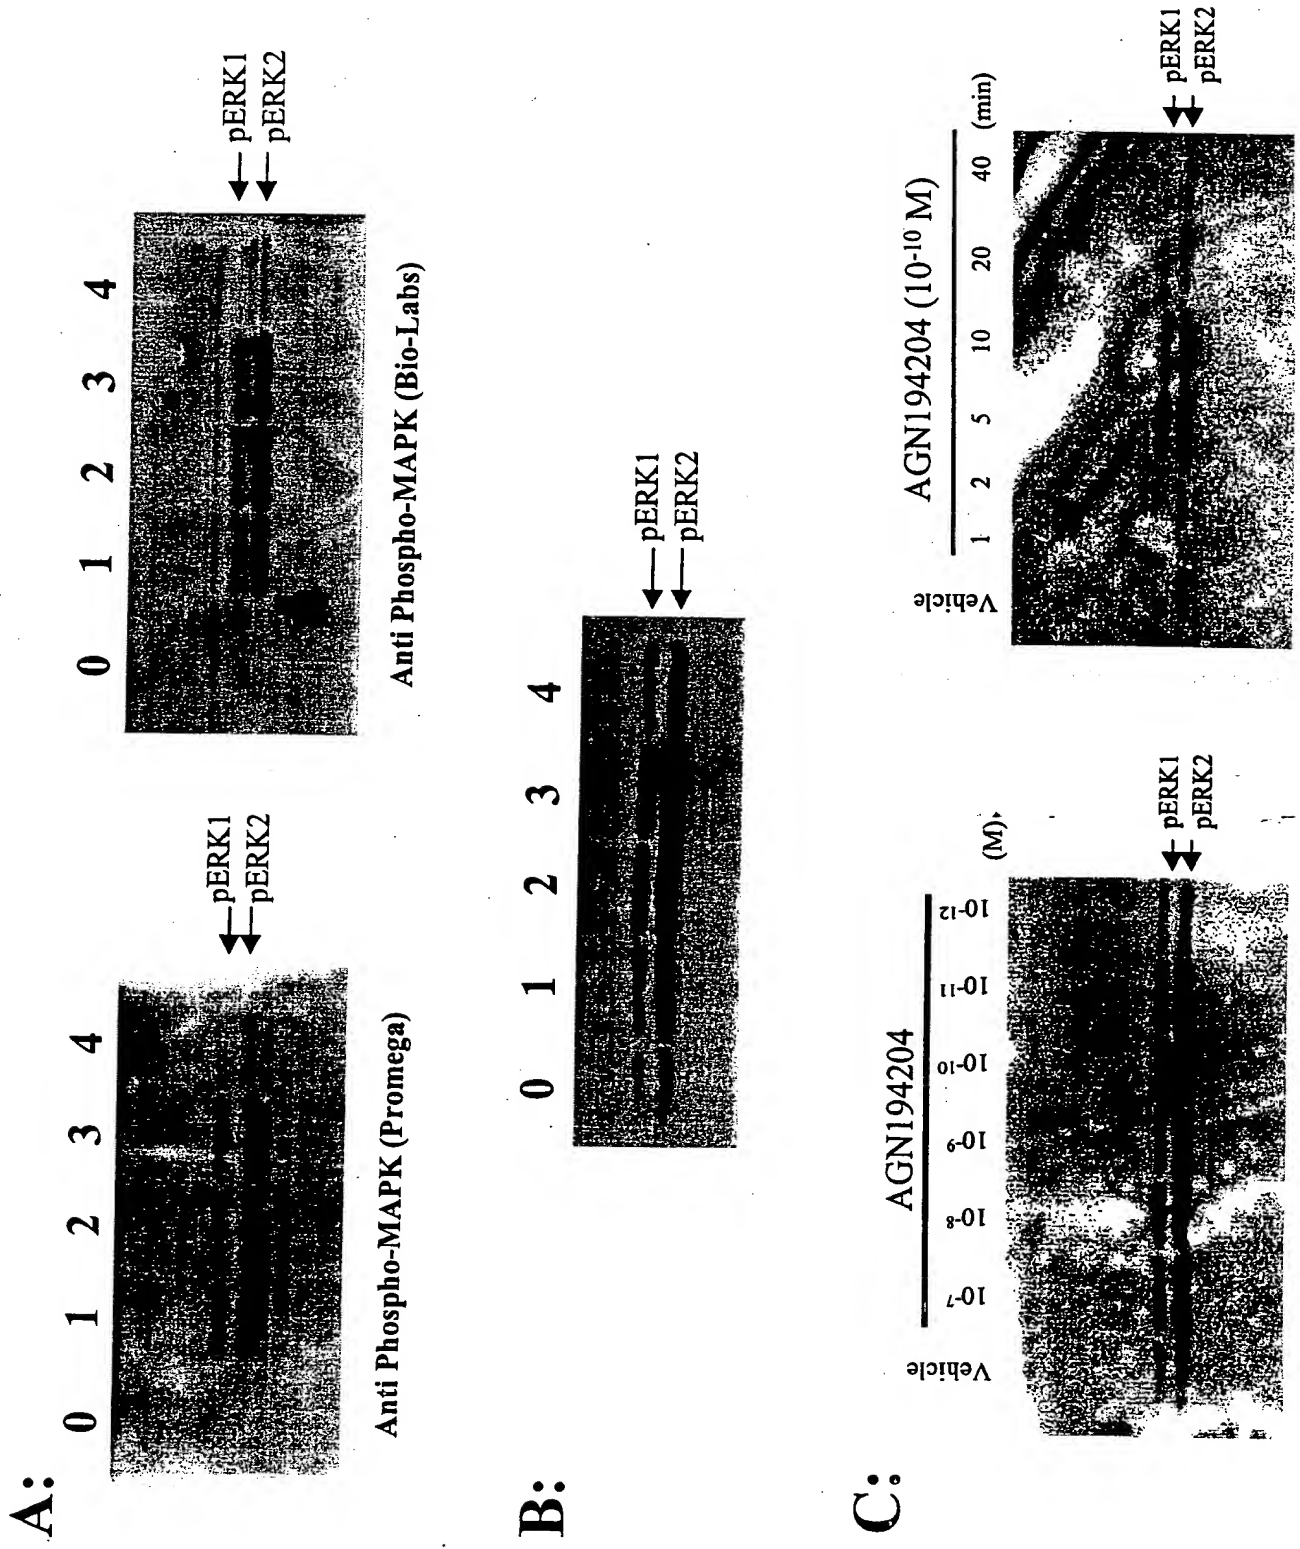 A:
0 1 2 3 4
pERK1
pERK2
Anti Phospho-MAPK (Promega)
0 1 2 3 4
pERK1
pERK2
Anti Phospho-MAPK (Bio-Labs)
B:
0 1 2 3 4
pERK1
pERK2
C:
AGN194204
Vehicle 10-7 10-8 10-9 10-10 10-11 10-12 (M)
pERK1
pERK2
AGN194204 (10-10 M)
Vehicle 1 2 5 10 20 40 (min)
pERK1
pERK2